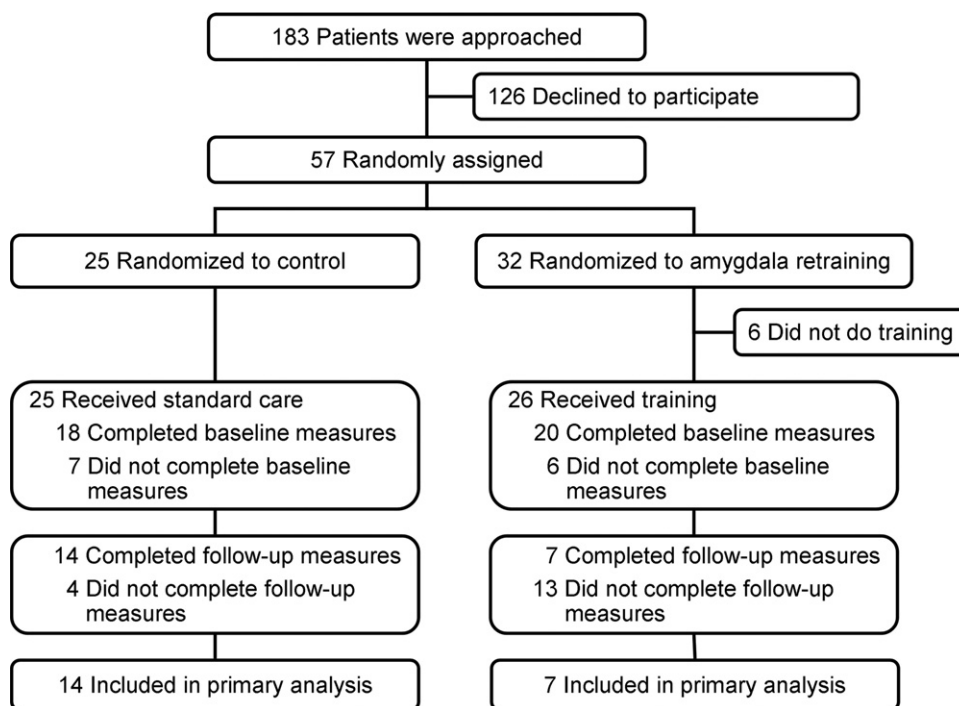 183 Patients were approached
126 Declined to participate
57 Randomly assigned
25 Randomized to control
32 Randomized to amygdala retraining
6 Did not do training
25 Received standard care
18 Completed baseline measures
7 Did not complete baseline
measures
26 Received training
20 Completed baseline measures
6 Did not complete baseline
measures
14 Completed follow-up measures
4 Did not complete follow-up
measures
7 Completed follow-up measures
13 Did not complete follow-up
measures
14 Included in primary analysis
7 Included in primary analysis